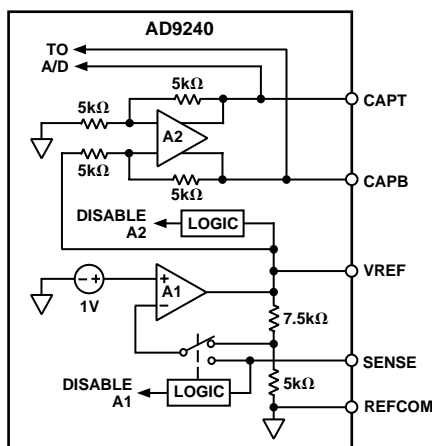 AD9240
TO
A/D
5kΩ
CAPT
5kΩ
A2
5kΩ
5kΩ
CAPB
DISABLE
A2
LOGIC
VREF
– +
1V
+
A1
–
7.5kΩ
SENSE
DISABLE
A1
LOGIC
5kΩ
REFCOM